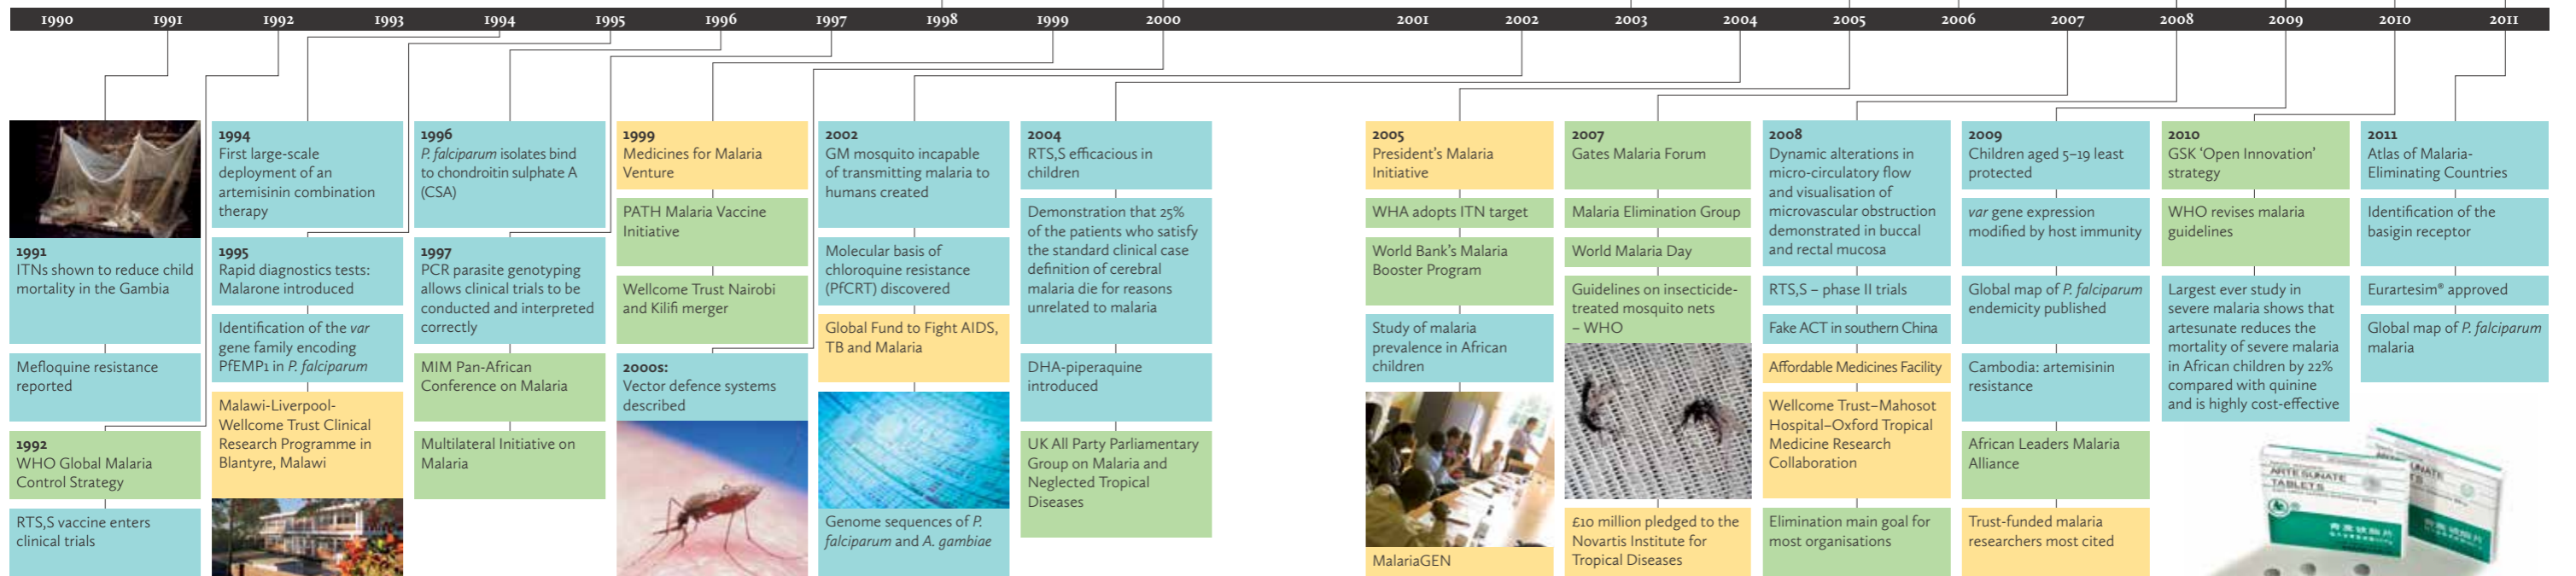 1990 1991 1992 1993 1994 1995 1996 1997 1998 1999 2000 2001 2002 2003 2004 2005 2006 2007 2008 2009 2010 2011
1991
ITNs shown to reduce child
mortality in the Gambia
Mefloquine resistance
reported
1992
WHO Global Malaria
Control Strategy
RTS,S vaccine enters
clinical trials
1994
First large-scale
deployment of an
artemisinin combination
therapy
1995
Rapid diagnostics tests:
Malarone introduced
Identification of the var
gene family encoding
PfEMP1 in P. falciparum
Malawi-Liverpool-
Wellcome Trust Clinical
Research Programme in
Blantyre, Malawi
1996
P. falciparum isolates bind
to chondroitin sulphate A
(CSA)
1997
PCR parasite genotyping
allows clinical trials to be
conducted and interpreted
correctly
MIM Pan-African
Conference on Malaria
Multilateral Initiative on
Malaria
1999
Medicines for Malaria
Venture
PATH Malaria Vaccine
Initiative
Wellcome Trust Nairobi
and Kilifi merger
2000s:
Vector defence systems
described
2002
GM mosquito incapable
of transmitting malaria to
humans created
Molecular basis of
chloroquine resistance
(PfCRT) discovered
Global Fund to Fight AIDS,
TB and Malaria
Genome sequences of P.
falciparum and A. gambiae
2004
RTS,S efficacious in
children
Demonstration that 25%
of the patients who satisfy
the standard clinical case
definition of cerebral
malaria die for reasons
unrelated to malaria
DHA-piperaquine
introduced
UK All Party Parliamentary
Group on Malaria and
Neglected Tropical
Diseases
2005
President's Malaria
Initiative
WHA adopts ITN target
World Bank's Malaria
Booster Program
Study of malaria
prevalence in African
children
MalariaGEN
2007
Gates Malaria Forum
Malaria Elimination Group
World Malaria Day
Guidelines on insecticide-
treated mosquito nets
– WHO
£10 million pledged to the
Novartis Institute for
Tropical Diseases
2008
Dynamic alterations in
micro-circulatory flow
and visualisation of
microvascular obstruction
demonstrated in buccal
and rectal mucosa
RTS,S – phase II trials
Fake ACT in southern China
Affordable Medicines Facility
Wellcome Trust–Mahosot
Hospital–Oxford Tropical
Medicine Research
Collaboration
Elimination main goal for
most organisations
2009
Children aged 5–19 least
protected
var gene expression
modified by host immunity
Global map of P. falciparum
endemicity published
Cambodia: artemisinin
resistance
African Leaders Malaria
Alliance
Trust-funded malaria
researchers most cited
2010
GSK 'Open Innovation'
strategy
WHO revises malaria
guidelines
Largest ever study in
severe malaria shows that
artesunate reduces the
mortality of severe malaria
in African children by 22%
compared with quinine
and is highly cost-effective
2011
Atlas of Malaria-
Eliminating Countries
Identification of the
basigin receptor
Eurartesim® approved
Global map of P. falciparum
malaria
ARTESUNATE
TABLETS